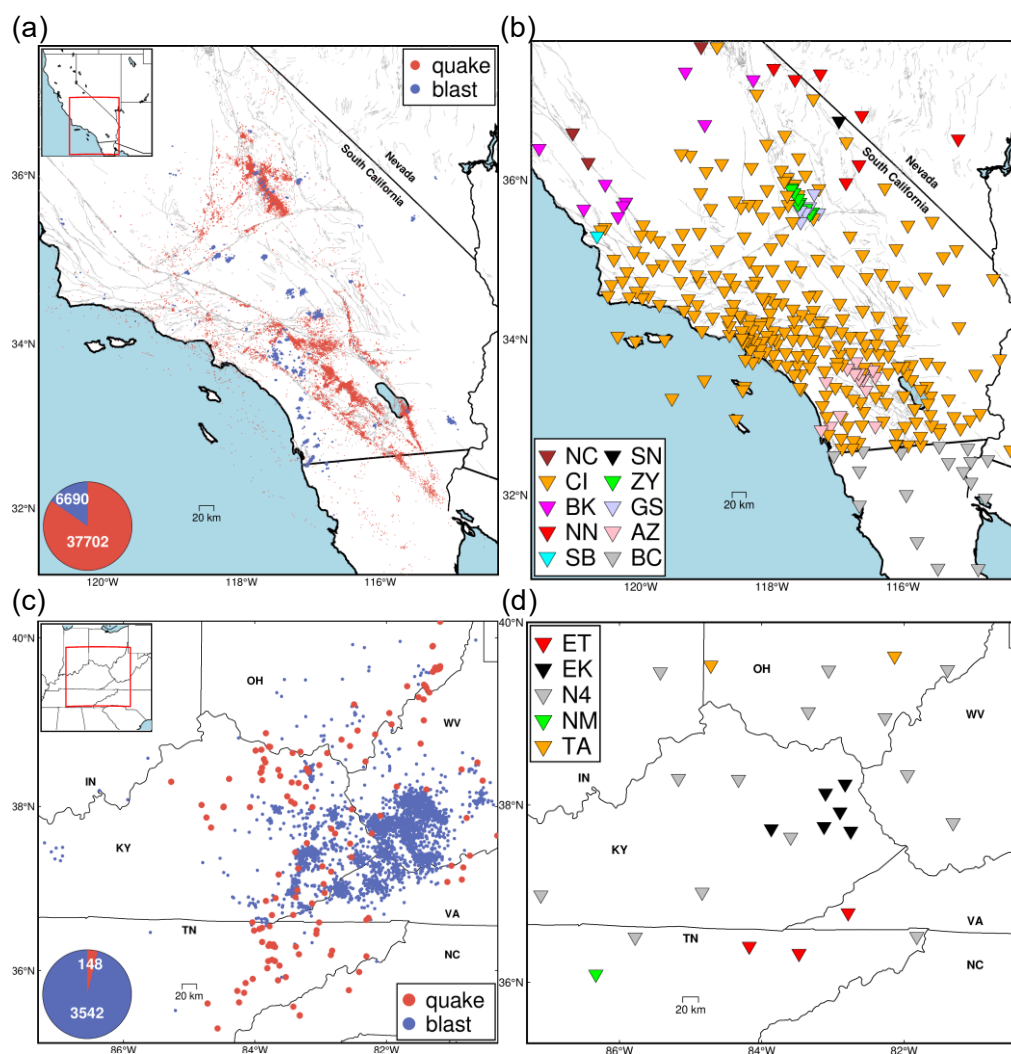 (a)
quake
blast
Nevada
South California
36°N
34°N
32°N
6690
37702
20 km
120°W
118°W
116°W
(b)
Nevada
South California
36°N
34°N
32°N
NC
CI
BK
NN
SB
SN
ZY
GS
AZ
BC
20 km
120°W
118°W
116°W
(c)
40°N
OH
WV
IN
38°N
KY
VA
TN
NC
36°N
148
3542
20 km
quake
blast
86°W
84°W
82°W
(d)
40°N
ET
EK
N4
NM
TA
OH
WV
IN
38°N
KY
VA
TN
NC
36°N
20 km
86°W
84°W
82°W